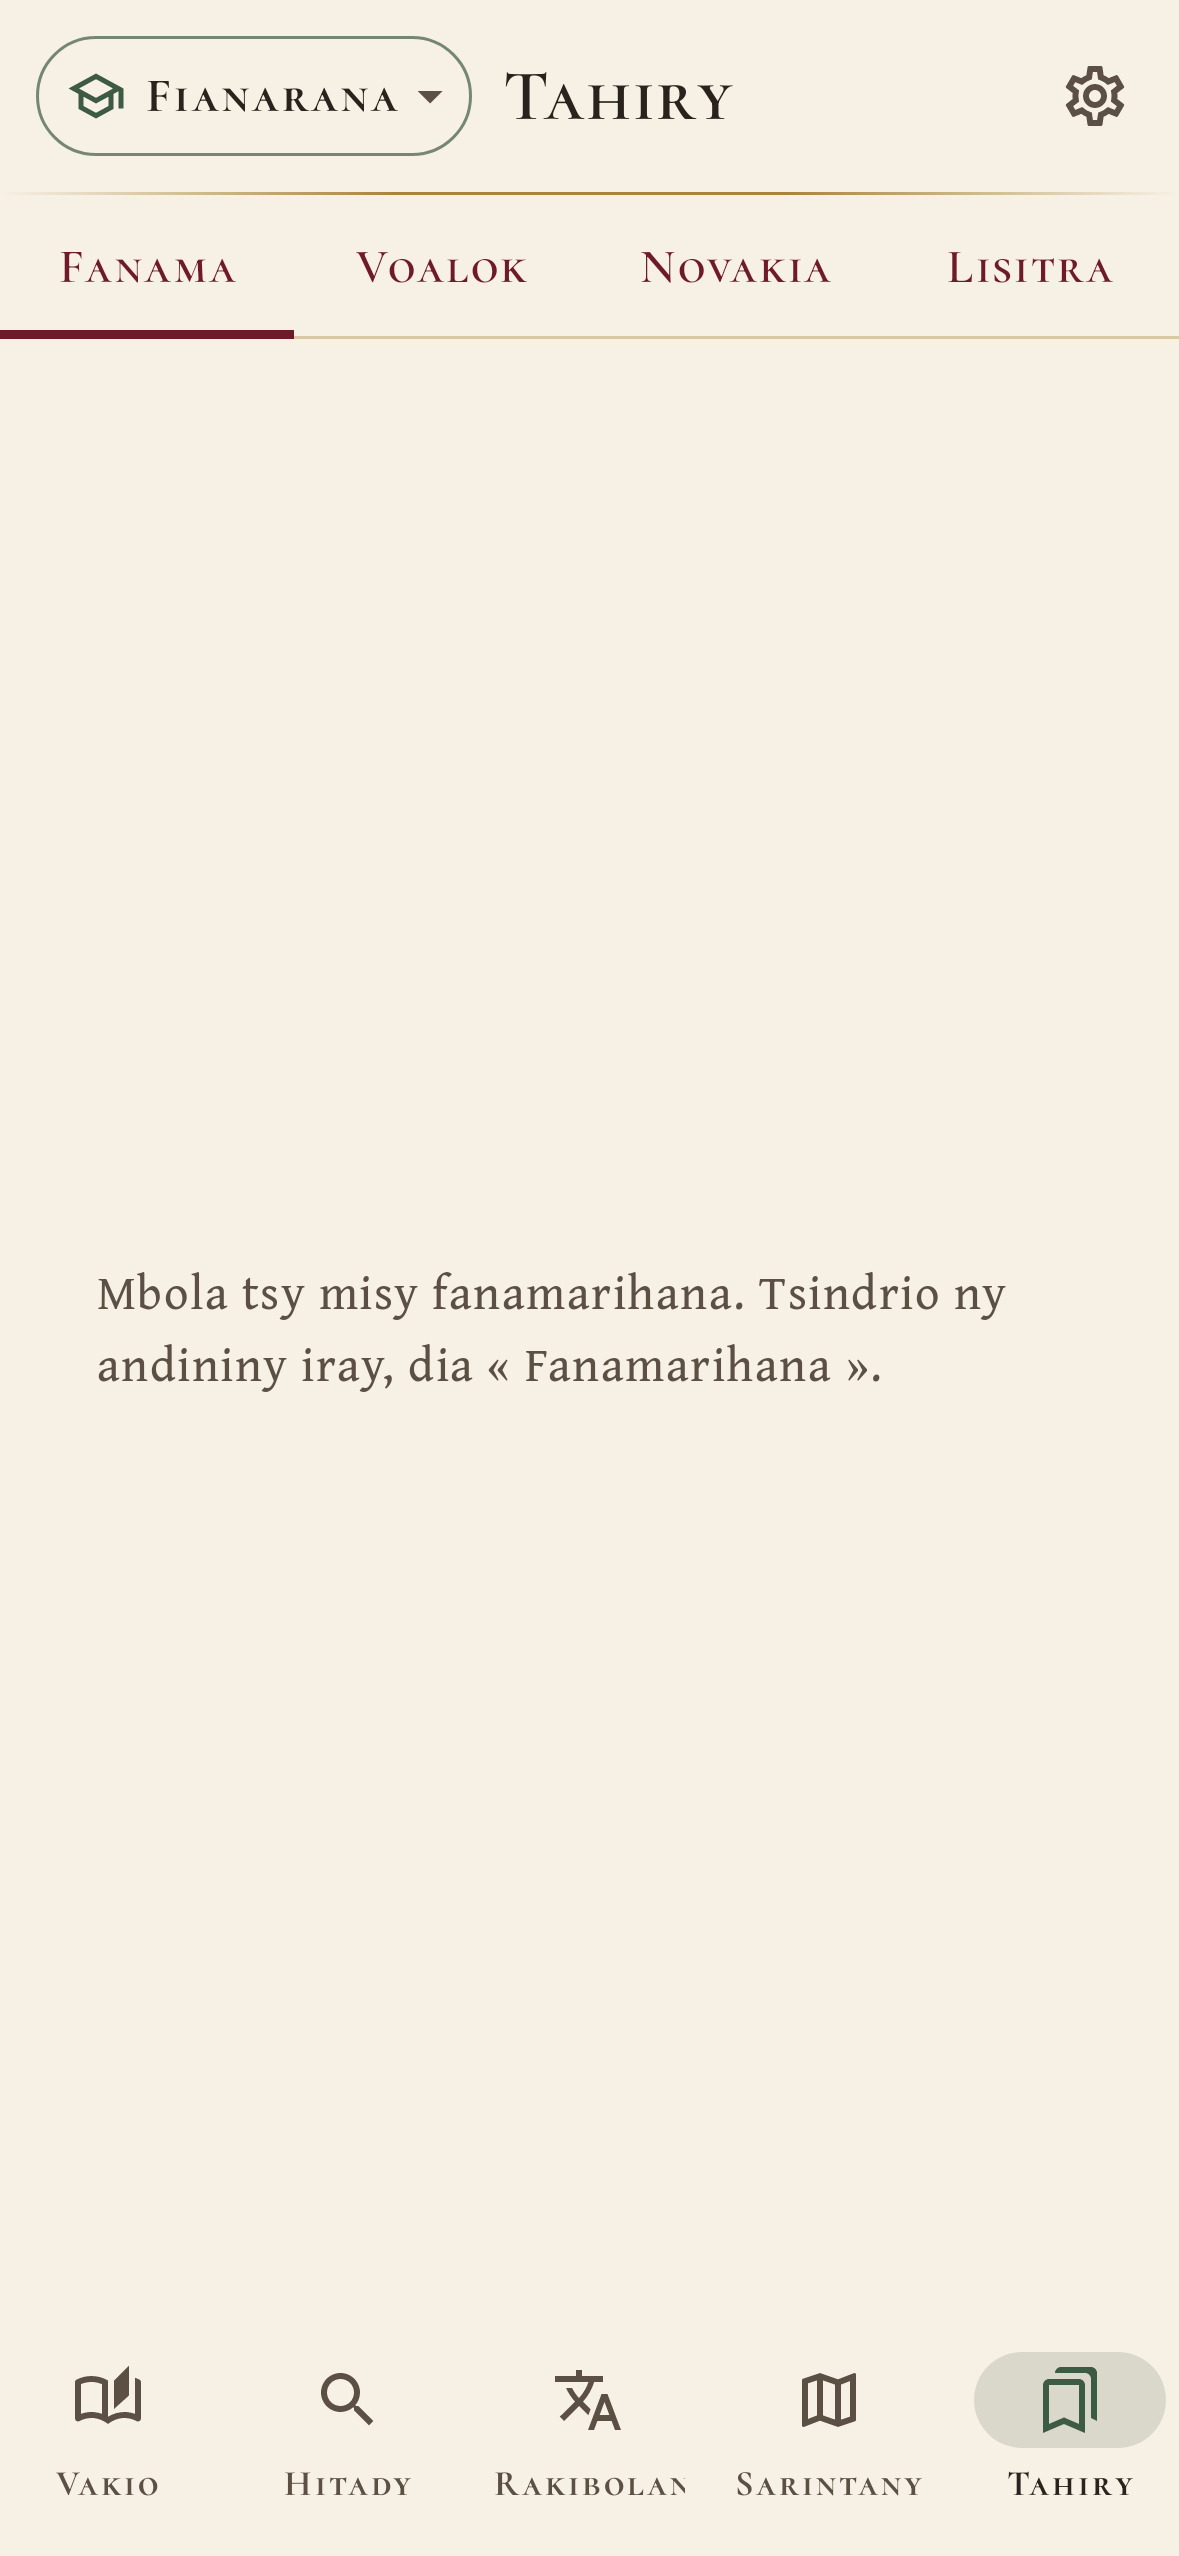 Fianarana
Tahiry
Fanama
Voalok
Novakia
Lisitra
Mbola tsy misy fanamarihana. Tsindrio ny
andininy iray, dia « Fanamarihana ».
Vakio
Hitady
Rakibolan
Sarintany
Tahiry